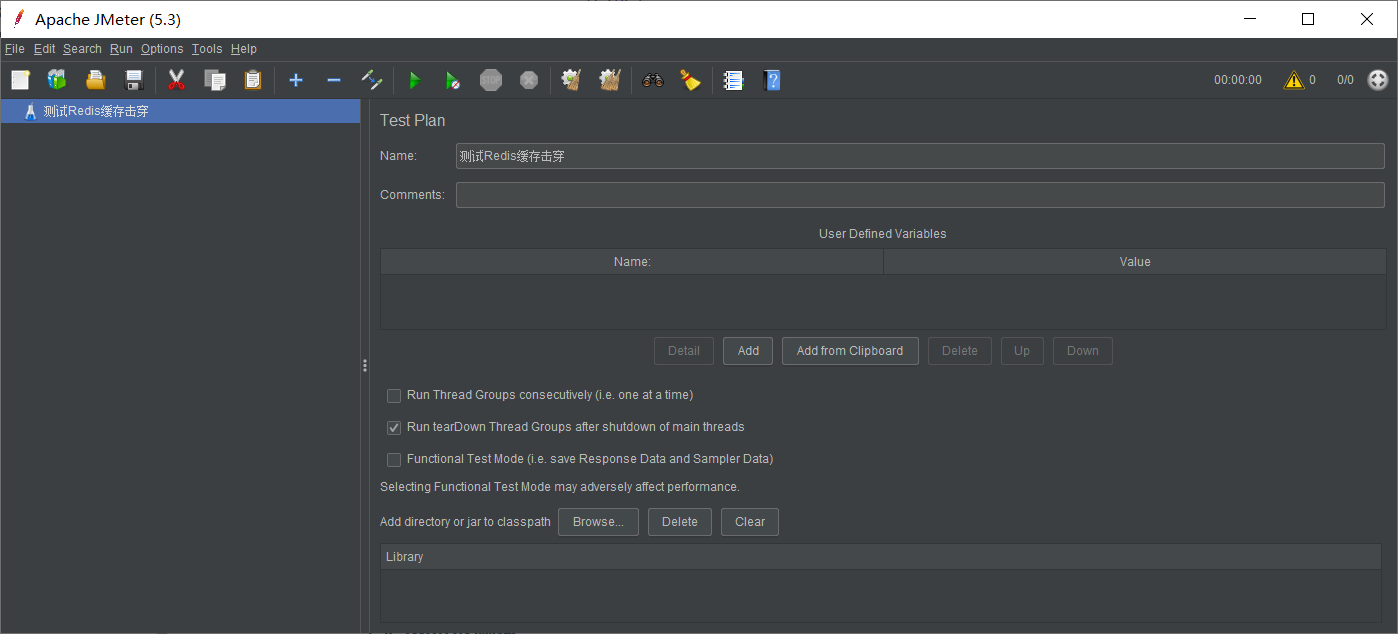 Apache JMeter (5.3)
File Edit Search Run Options Tools Help
STOP 00:00:00 0 0/0
测试Redis缓存击穿
Test Plan
Name: 测试Redis缓存击穿
Comments:
User Defined Variables
Name: Value
Detail Add Add from Clipboard Delete Up Down
Run Thread Groups consecutively (i.e. one at a time)
Run tearDown Thread Groups after shutdown of main threads
Functional Test Mode (i.e. save Response Data and Sampler Data)
Selecting Functional Test Mode may adversely affect performance.
Add directory or jar to classpath Browse... Delete Clear
Library